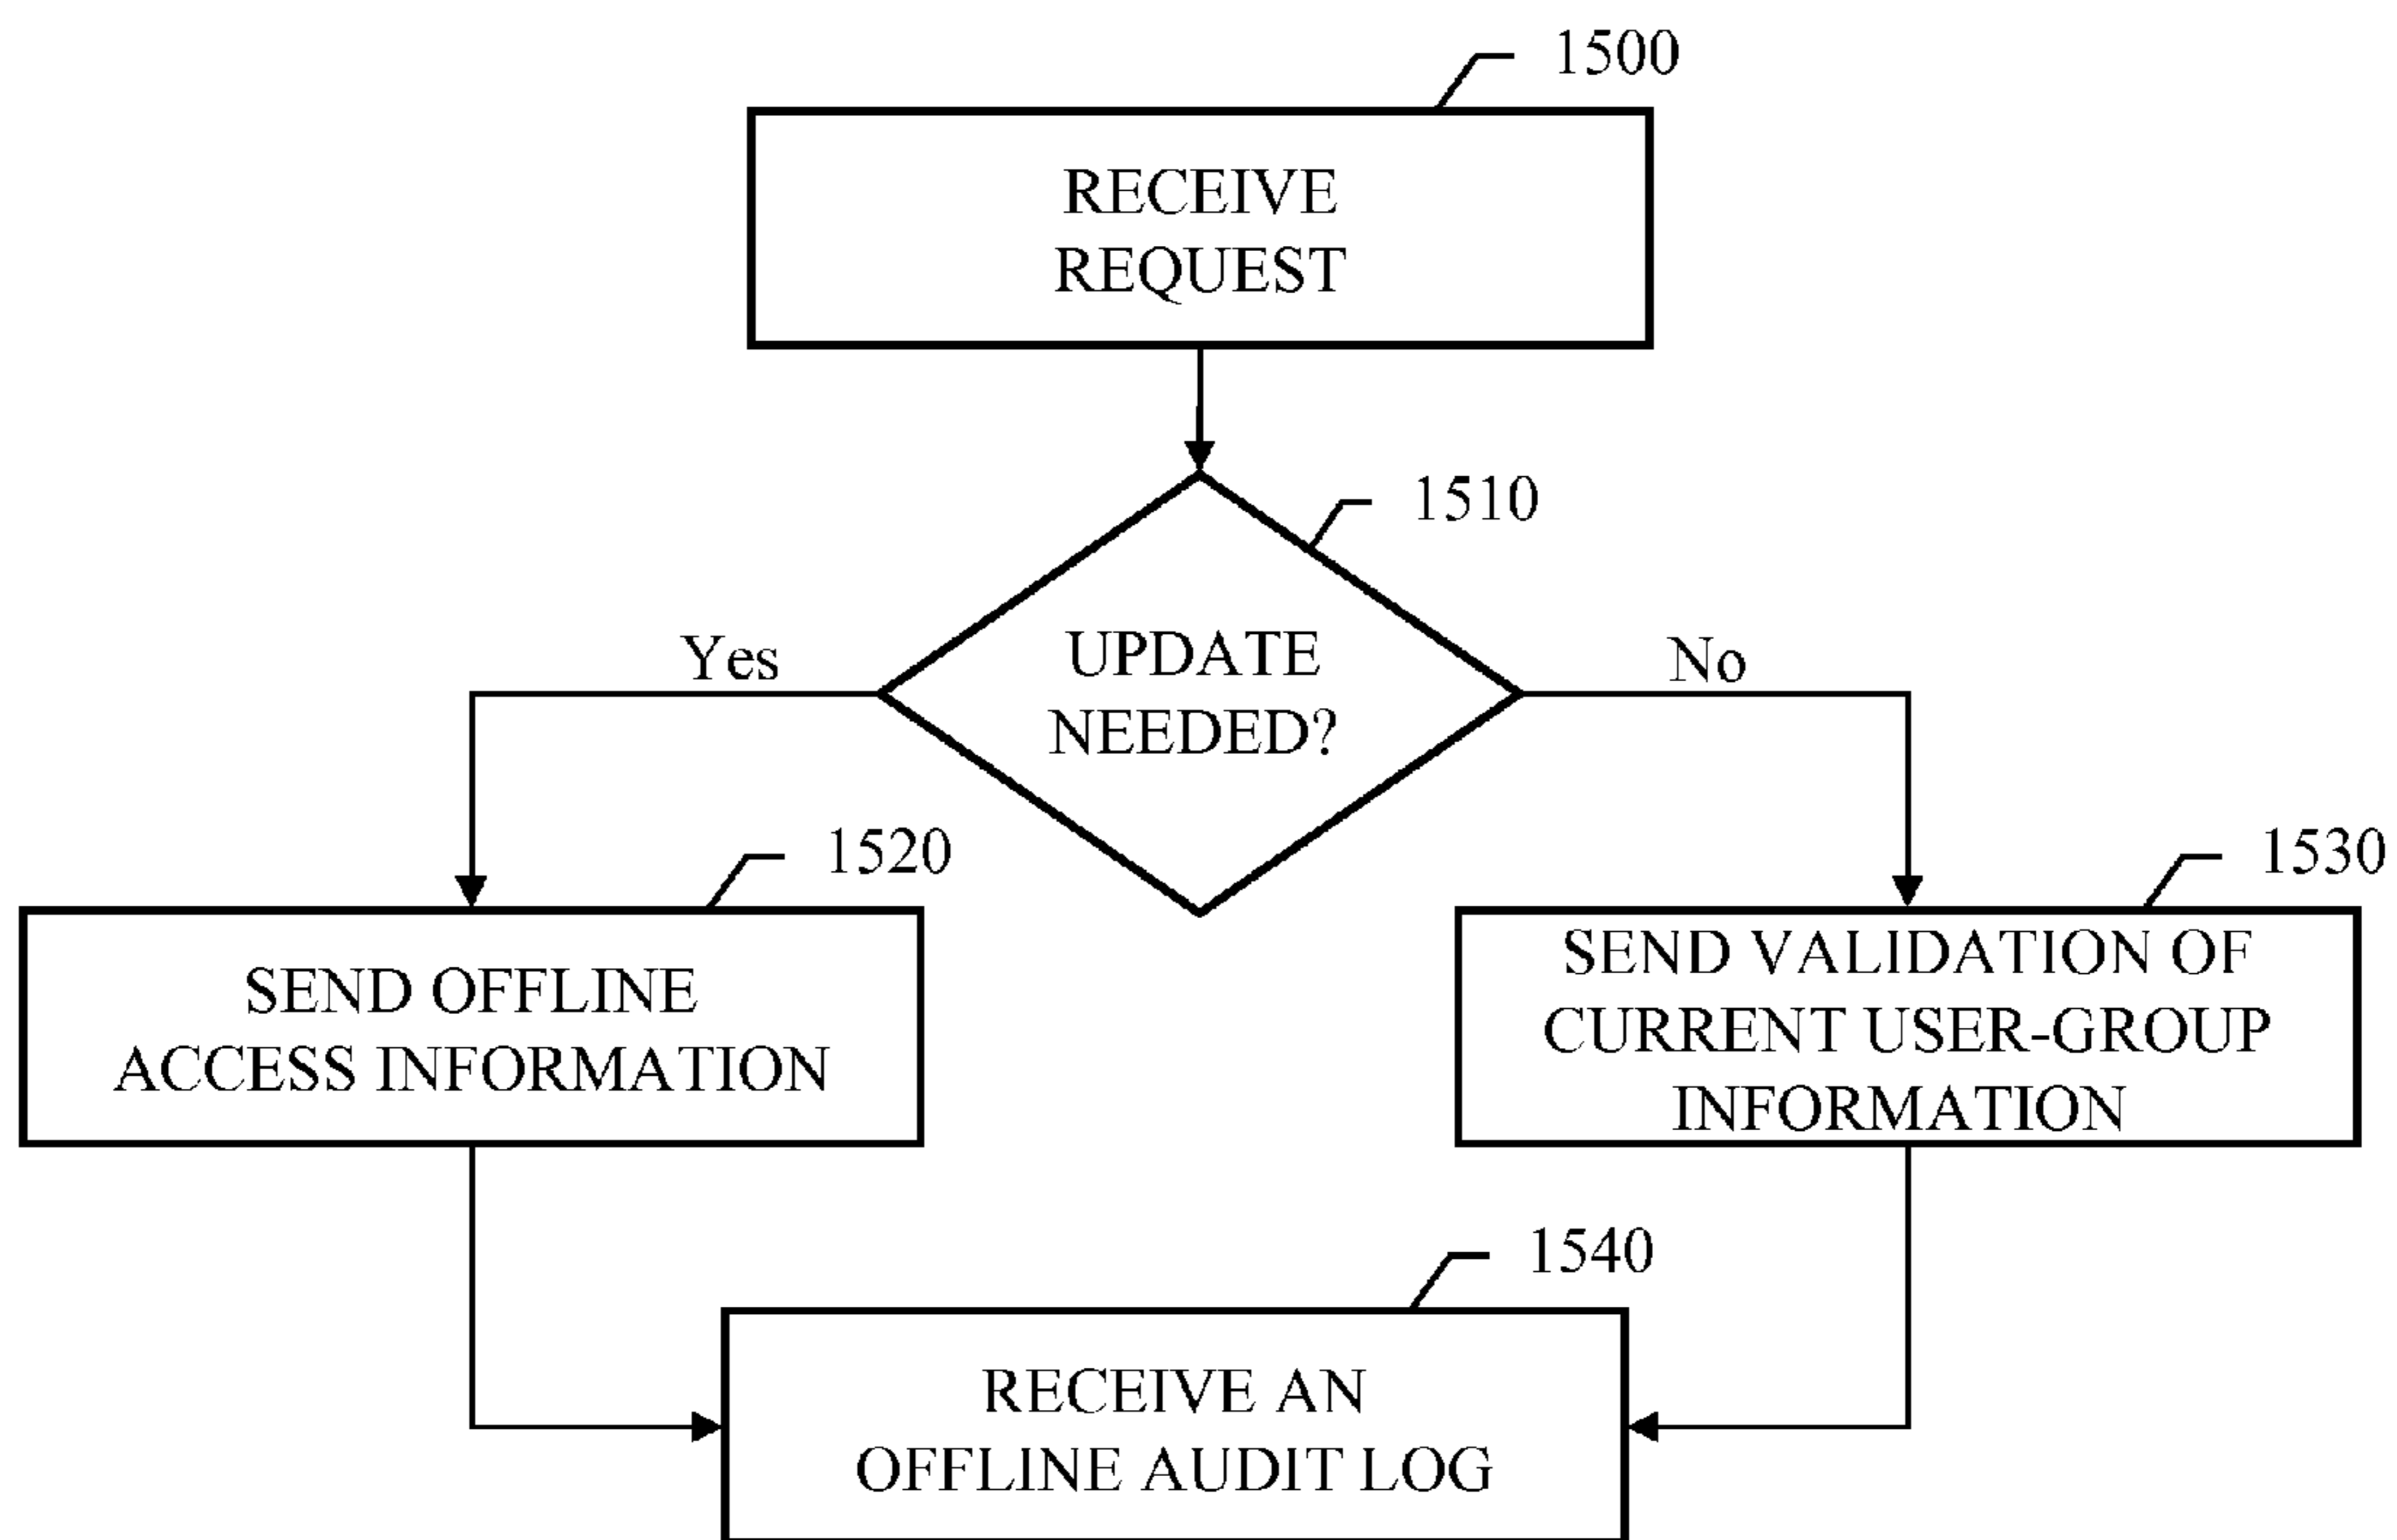 1500
RECEIVE
REQUEST
1510
UPDATE
NEEDED?
Yes
No
1520
SEND OFFLINE
ACCESS INFORMATION
1530
SEND VALIDATION OF
CURRENT USER-GROUP
INFORMATION
1540
RECEIVE AN
OFFLINE AUDIT LOG